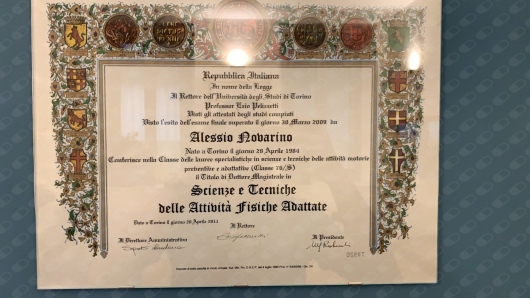 Repubblica Italiana
In nome della Legge
Il Rettore dell'Università degli Studi di Torino
Professor Ezio Pelizzetti
Visti gli attestati degli studi compiuti
Visto l'esito dell'esame finale superato il giorno 30 Marzo 2009 da
Alessio Novarino
Nato a Torino il giorno 28 Aprile 1984
Conferisce nella Classe delle lauree specialistiche in scienze e tecniche delle attività motorie
preventive e adattative (Classe 76/S)
il Titolo di Dottore Magistrale in
Scienze e Tecniche
delle Attività Fisiche Adattate
Dato a Torino il giorno 20 Aprile 2011
Il Rettore
Il Direttore Amministrativo
Il Presidente